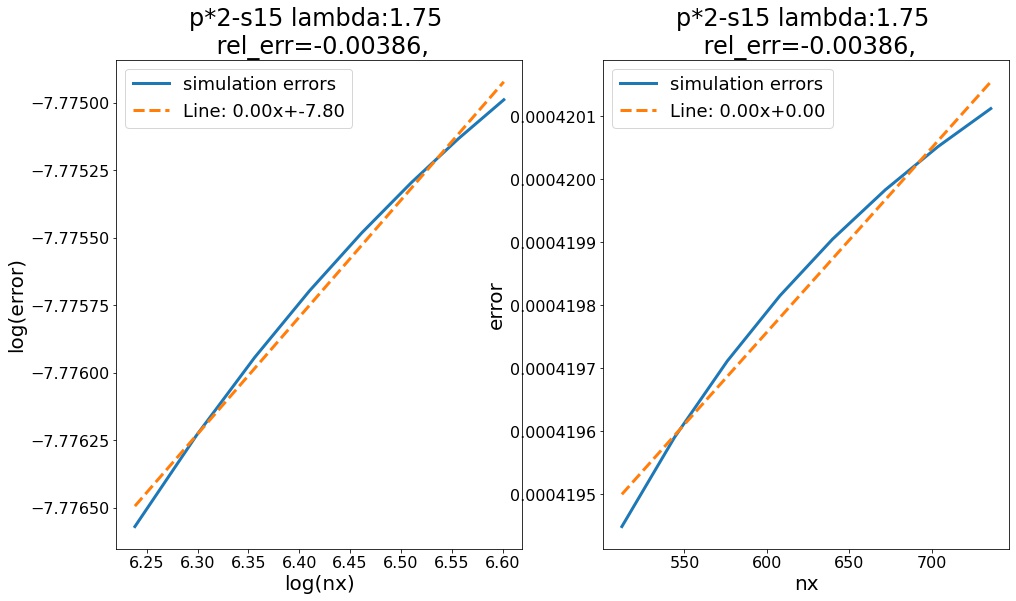 p*2-s15 lambda:1.75
rel_err=-0.00386,
simulation errors
Line: 0.00x+-7.80
−7.77500
−7.77525
−7.77550
−7.77575
−7.77600
−7.77625
−7.77650
log(error)
6.25 6.30 6.35 6.40 6.45 6.50 6.55 6.60
log(nx)
p*2-s15 lambda:1.75
rel_err=-0.00386,
simulation errors
Line: 0.00x+0.00
0.0004201
0.0004200
0.0004199
0.0004198
0.0004197
0.0004196
0.0004195
error
550 600 650 700
nx